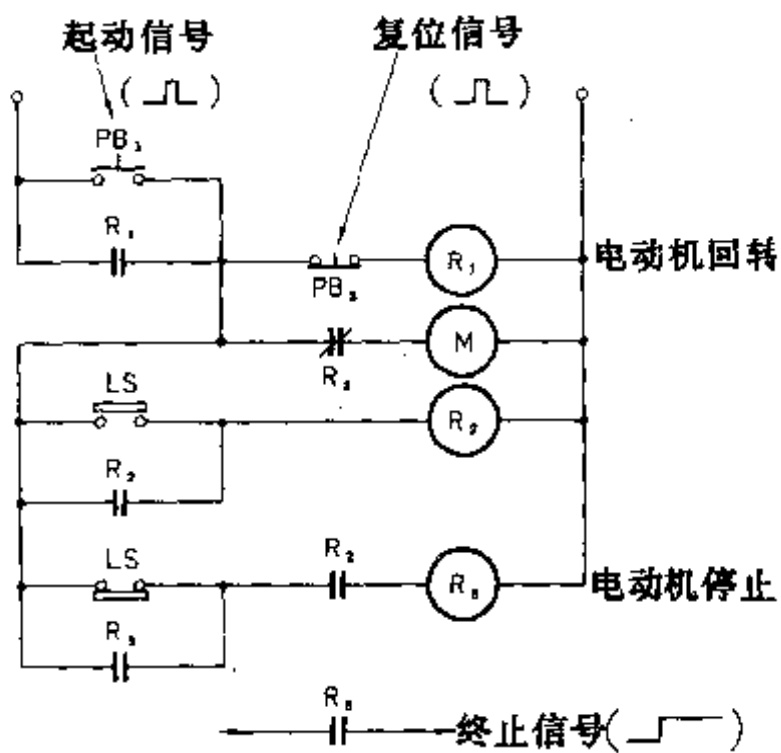 起动信号 复位信号
( ) ( )
PB₁
R₁
PB₂ R₁ 电动机回转
R₃ M
LS
R₂
R₂
LS
R₂ R₃ 电动机停止
R₃
R₃ 终止信号( )